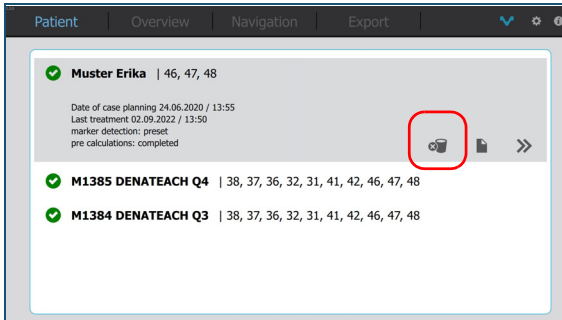 Patient Overview Navigation Export
Muster Erika | 46, 47, 48
Date of case planning 24.06.2020 / 13:55
Last treatment 02.09.2022 / 13:50
marker detection: preset
pre calculations: completed
M1385 DENATEACH Q4 | 38, 37, 36, 32, 31, 41, 42, 46, 47, 48
M1384 DENATEACH Q3 | 38, 37, 36, 32, 31, 41, 42, 46, 47, 48